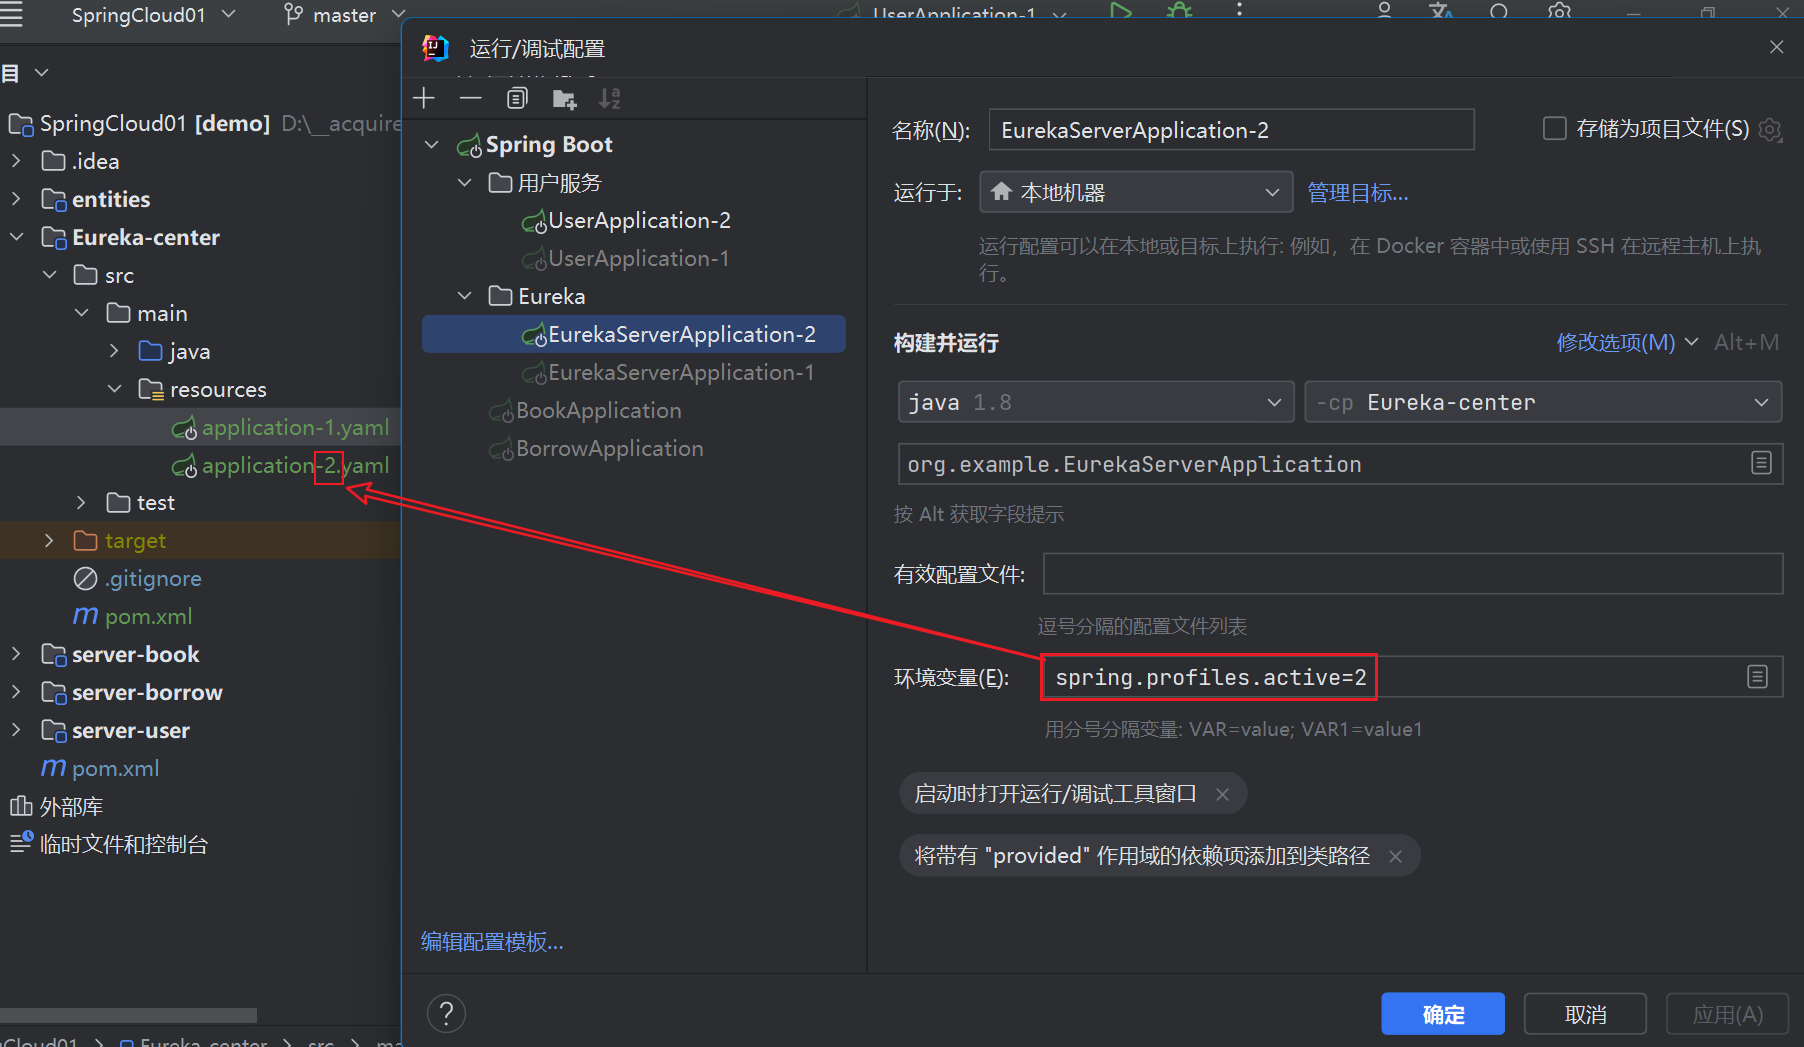 SpringCloud01
master
UserApplication-1
目
SpringCloud01 [demo] D:\__acquire
.idea
entities
Eureka-center
src
main
java
resources
application-1.yaml
application-2.yaml
test
target
.gitignore
pom.xml
server-book
server-borrow
server-user
pom.xml
外部库
临时文件和控制台
Cloud01 > Eureka-center > src > ma
运行/调试配置
Spring Boot
用户服务
UserApplication-2
UserApplication-1
Eureka
EurekaServerApplication-2
EurekaServerApplication-1
BookApplication
BorrowApplication
编辑配置模板...
名称(N): EurekaServerApplication-2 存储为项目文件(S)
运行于: 本地机器 管理目标...
运行配置可以在本地或目标上执行: 例如，在 Docker 容器中或使用 SSH 在远程主机上执
行。
构建并运行 修改选项(M) Alt+M
java 1.8 -cp Eureka-center
org.example.EurekaServerApplication
按 Alt 获取字段提示
有效配置文件:
逗号分隔的配置文件列表
环境变量(E): spring.profiles.active=2
用分号分隔变量: VAR=value; VAR1=value1
启动时打开运行/调试工具窗口 ×
将带有 "provided" 作用域的依赖项添加到类路径 ×
?
确定 取消 应用(A)